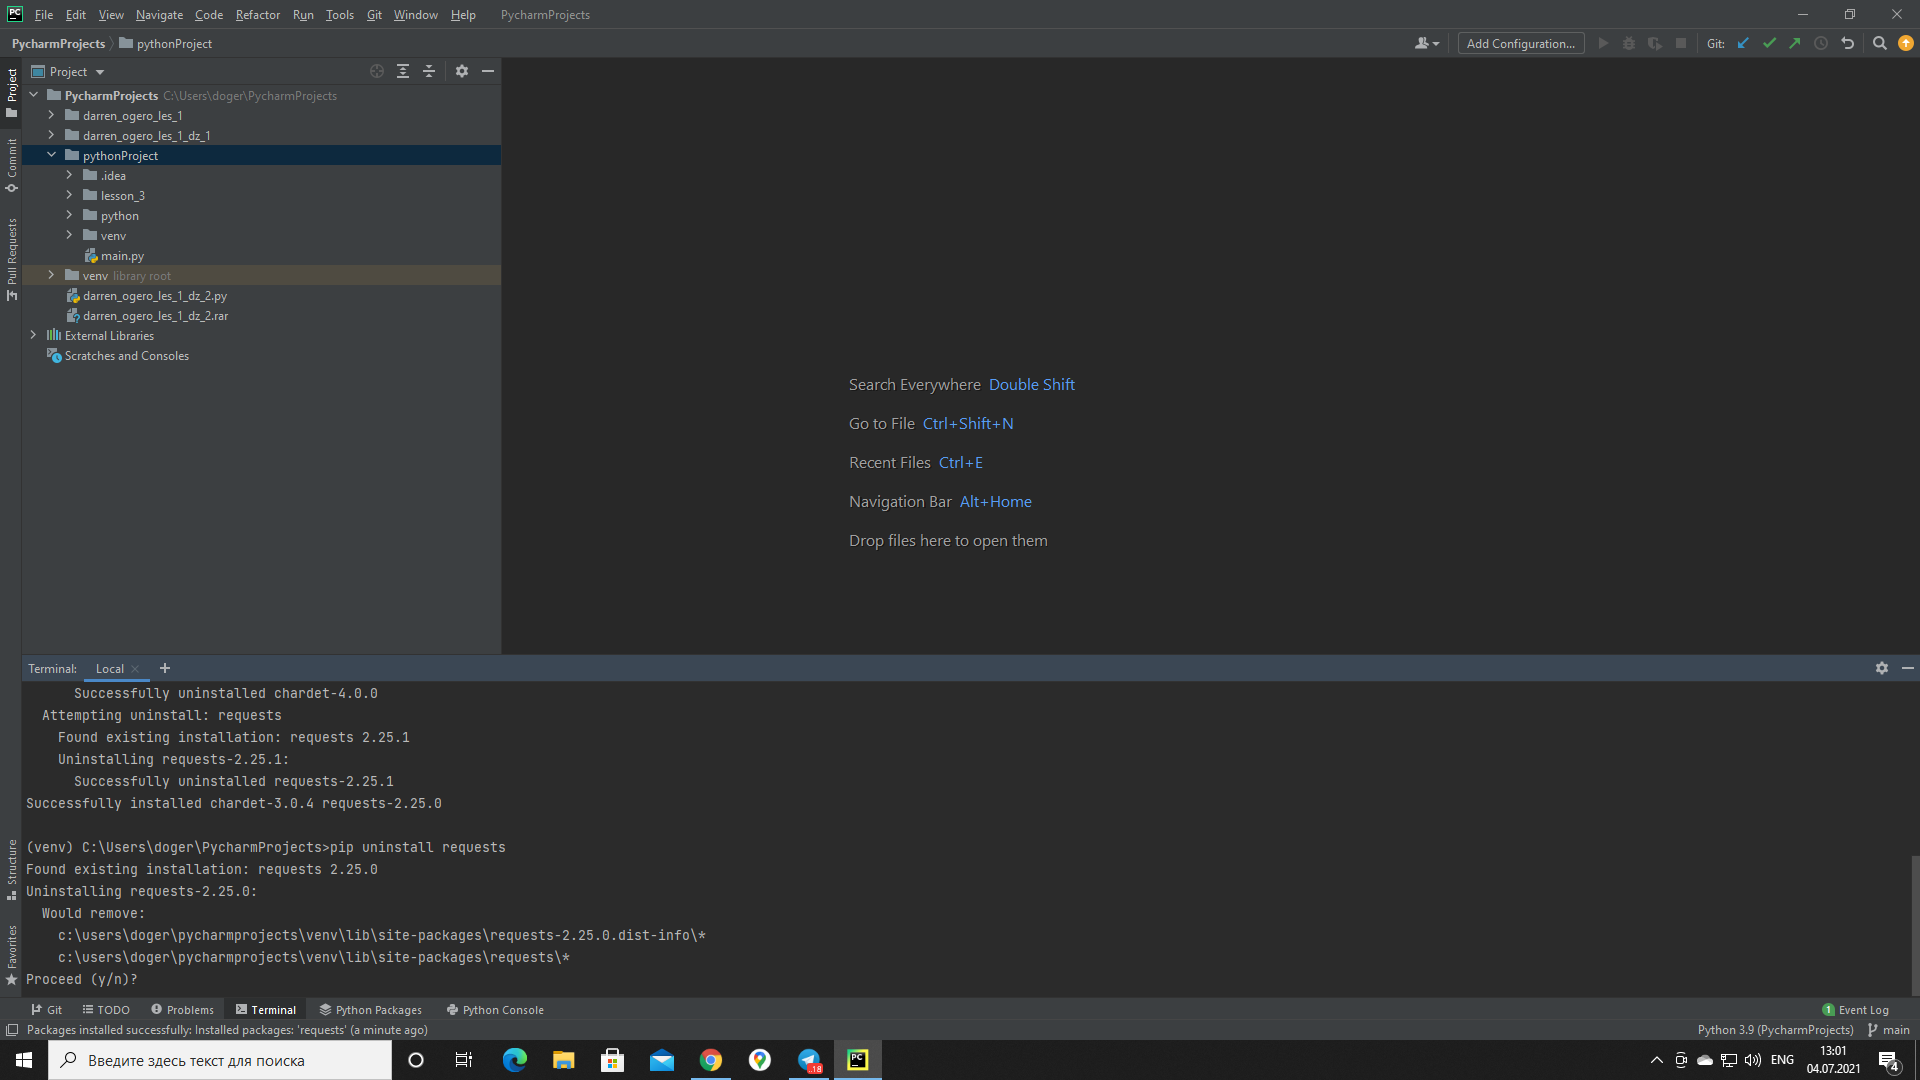 PC File Edit View Navigate Code Refactor Run Tools Git Window Help PycharmProjects
PycharmProjects pythonProject Add Configuration... Git:
Project
Project
Commit
Pull Requests
PycharmProjects C:\Users\doger\PycharmProjects
darren_ogero_les_1
darren_ogero_les_1_dz_1
pythonProject
.idea
lesson_3
python
venv
main.py
venv library root
darren_ogero_les_1_dz_2.py
darren_ogero_les_1_dz_2.rar
External Libraries
Scratches and Consoles
Search Everywhere Double Shift
Go to File Ctrl+Shift+N
Recent Files Ctrl+E
Navigation Bar Alt+Home
Drop files here to open them
Terminal: Local
Successfully uninstalled chardet-4.0.0
Attempting uninstall: requests
Found existing installation: requests 2.25.1
Uninstalling requests-2.25.1:
Successfully uninstalled requests-2.25.1
Successfully installed chardet-3.0.4 requests-2.25.0
(venv) C:\Users\doger\PycharmProjects>pip uninstall requests
Found existing installation: requests 2.25.0
Uninstalling requests-2.25.0:
Would remove:
c:\users\doger\pycharmprojects\venv\lib\site-packages\requests-2.25.0.dist-info\*
c:\users\doger\pycharmprojects\venv\lib\site-packages\requests\*
Proceed (y/n)?
Structure
Favorites
Git TODO Problems Terminal Python Packages Python Console 1 Event Log
Packages installed successfully: Installed packages: 'requests' (a minute ago) Python 3.9 (PycharmProjects) main
Введите здесь текст для поиска
.18
PC
ENG
13:01
04.07.2021
4